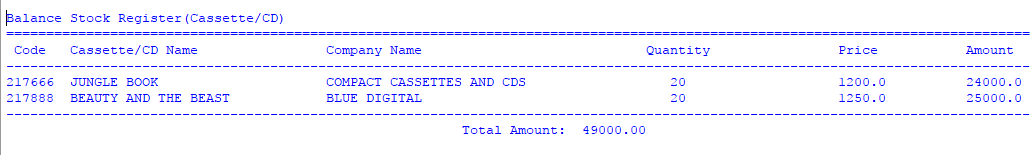 Balance Stock Register(Cassette/CD)
================================================================================================================================
Code Cassette/CD Name Company Name Quantity Price Amount
--------------------------------------------------------------------------------------------------------------------------------
217666 JUNGLE BOOK COMPACT CASSETTES AND CDS 20 1200.0 24000.0
217888 BEAUTY AND THE BEAST BLUE DIGITAL 20 1250.0 25000.0
--------------------------------------------------------------------------------------------------------------------------------
Total Amount: 49000.00